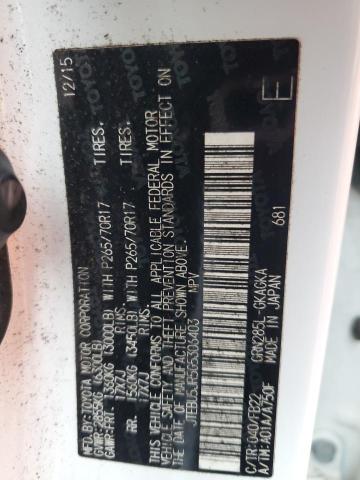 MFD. BY: TOYOTA MOTOR CORPORATION 12/15
GVWR: 2855KG
GAWR:FRT. 1360KG (3000LB) WITH P265/70R17 TIRES,
17X7J RIMS,
RR. 1560KG (3450LB) WITH P265/70R17 TIRES,
17X7J RIMS,
THIS VEHICLE CONFORMS TO ALL APPLICABLE FEDERAL MOTOR
VEHICLE SAFETY AND THEFT PREVENTION STANDARDS IN EFFECT ON
THE DATE OF MANUFACTURE SHOWN ABOVE.
MPV
E
681
C/TR:040/FB22 GRN285L-GKAGKA
A/TM:A01A/A750F MADE IN JAPAN